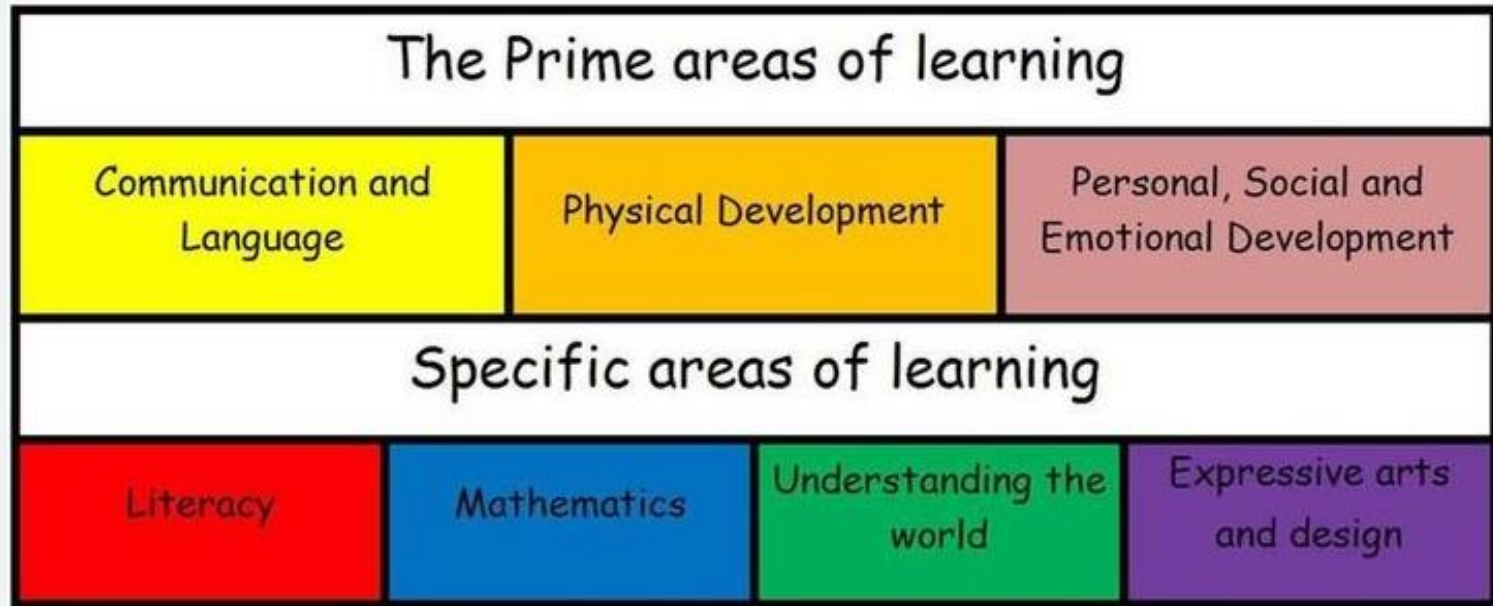 The Prime areas of learning
Communication and
Language
Physical Development
Personal, Social and
Emotional Development
Specific areas of learning
Literacy
Mathematics
Understanding the
world
Expressive arts
and design